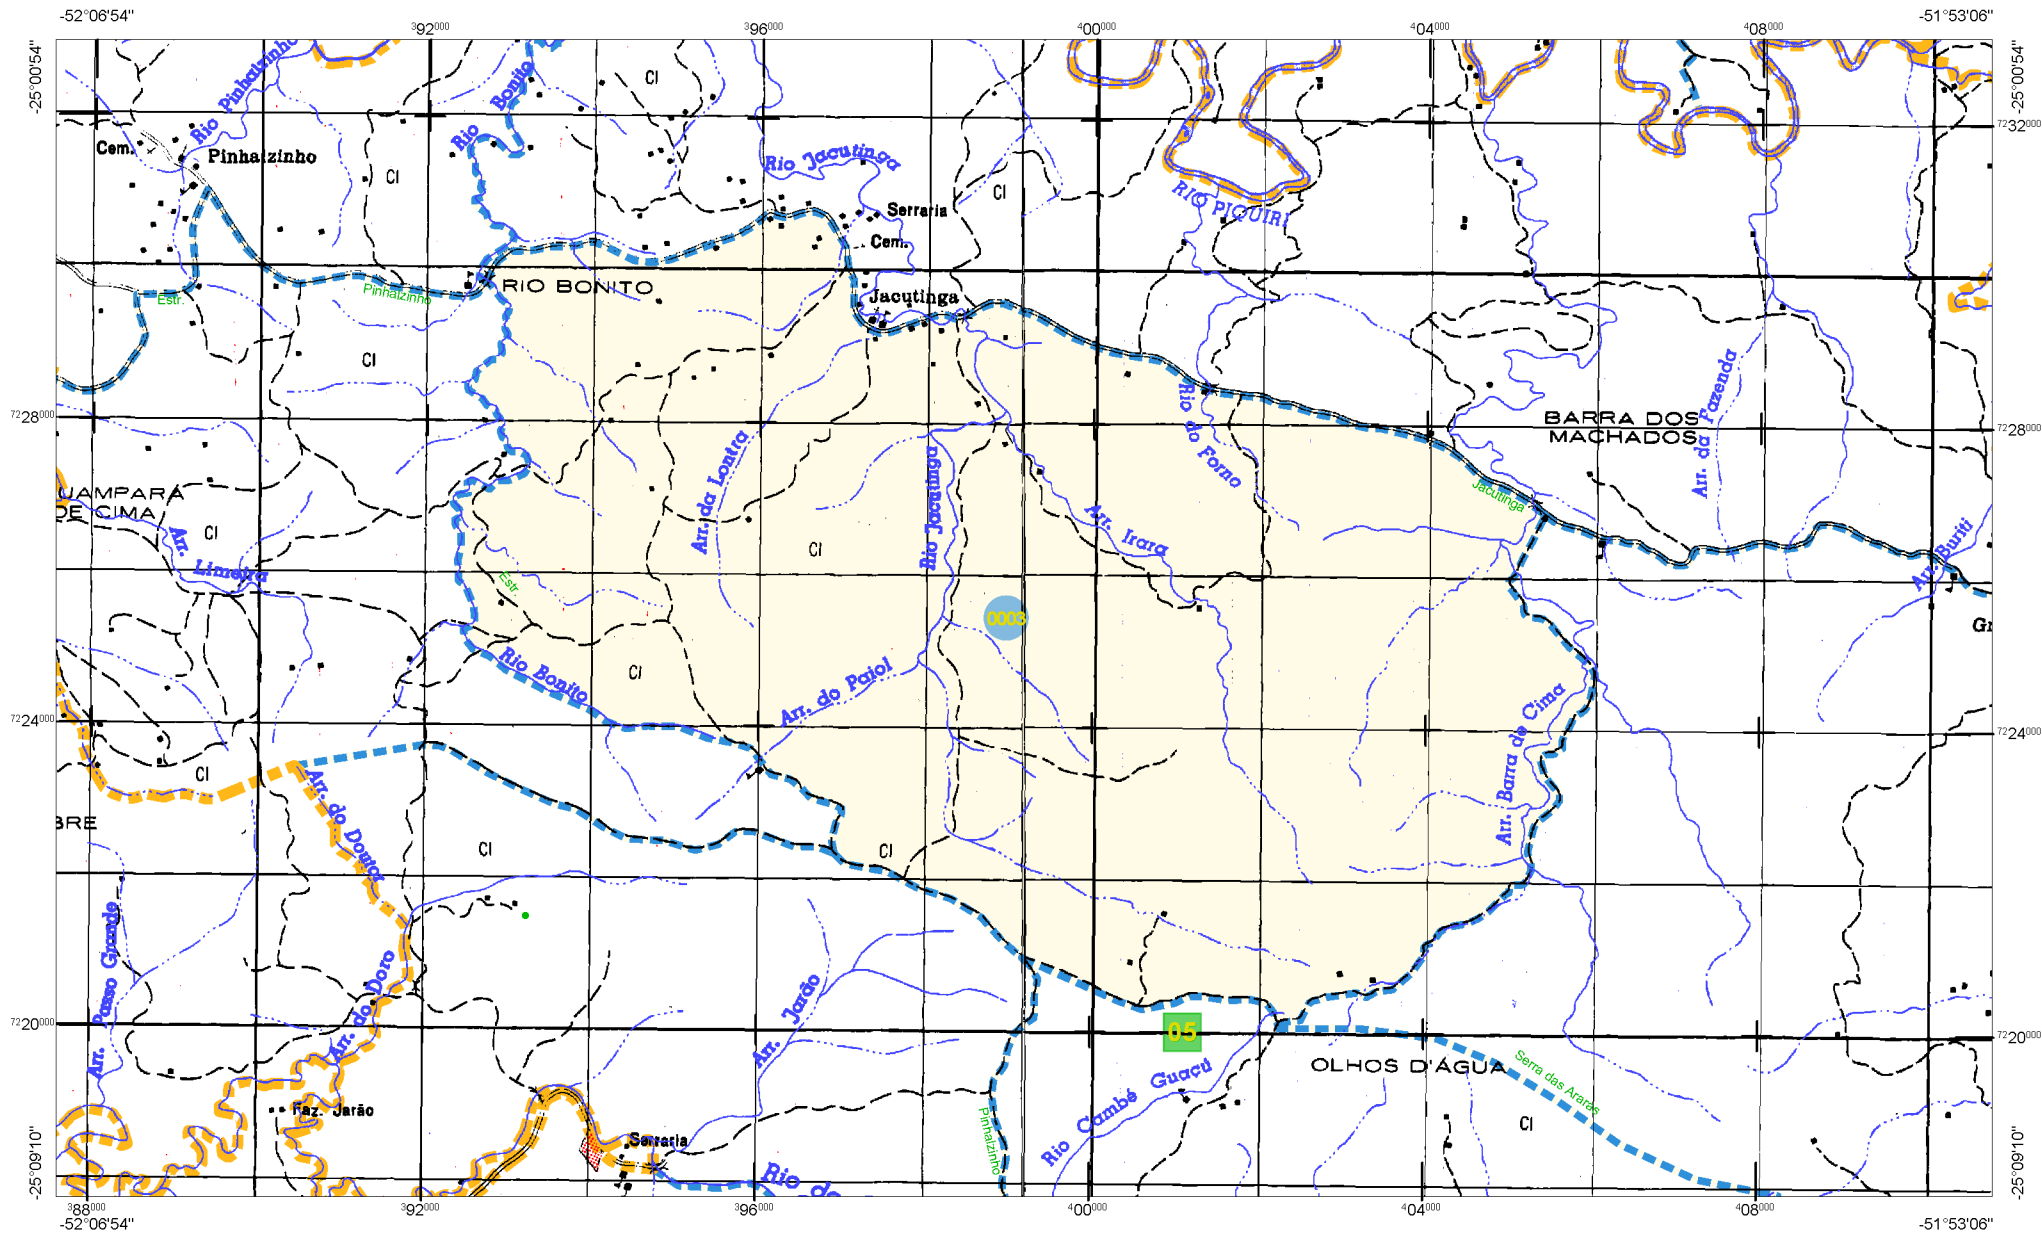 -52°06'54"
-51°53'06"
392000
396000
400000
404000
408000
-25°00'54"
-25°00'54"
Rio Pinhalzinho
Rio Bonito
CI
7232000
Cem.
Pinhalzinho
CI
Rio Jacutinga
CI
RIO PIQUIRI
Serraria
Cem.
Estr.
Pinhalzinho
RIO BONITO
Jacutinga
CI
7228000
7228000
Rio do Forno
BARRA DOS
MACHADOS
Arr. da Fazenda
Arr. da Lonta
Rio Jacutinga
Jacutinga
UAMPARÁ
DE CIMA
CI
Arr. Limeira
Arr. Irara
CI
Arr. Buriti
Estr.
0003
Gr
Rio Bonito
CI
Arr. do Paiol
Arr. Barra de Cima
7224000
7224000
CI
Arr. do Doutor
BRE
CI
CI
Arr. Passo Grande
Arr. do Doro
Arr. Jarão
7220000
7220000
05
OLHOS D'ÁGUA
Serra das Araras
Rio Cambé Guaçu
Faz. Jarão
Serraria
Pinhalzinho
CI
Rio do
-25°09'10"
-25°09'10"
388000
392000
396000
400000
404000
408000
-52°06'54"
-51°53'06"